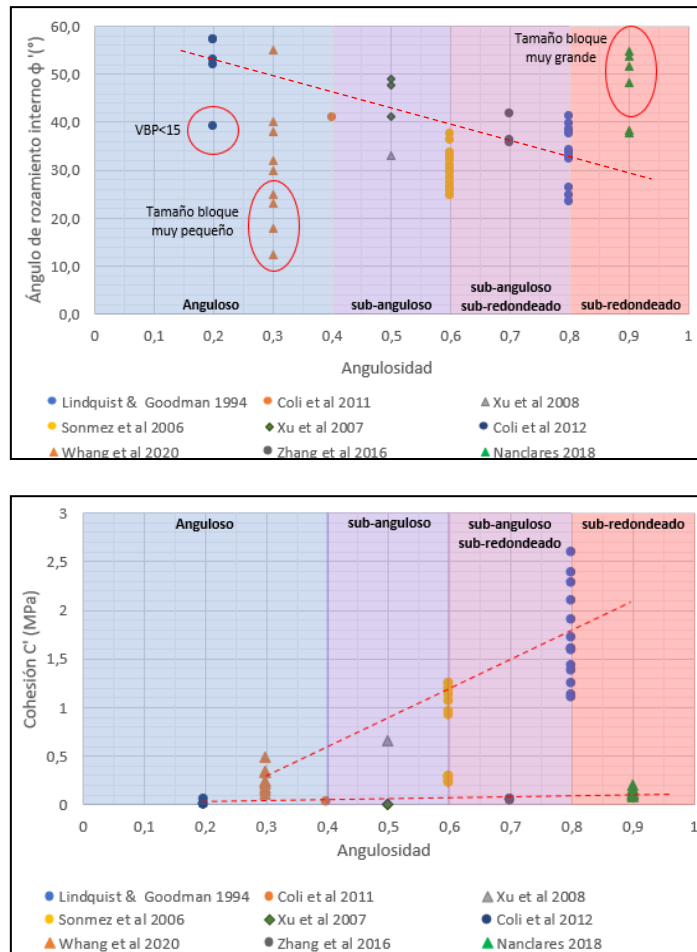 Ángulo de rozamiento interno ϕ'(°)
60,0
50,0
40,0
30,0
20,0
10,0
0,0
VBP<15
Tamaño bloque
muy pequeño
Tamaño bloque
muy grande
Anguloso
sub-anguloso
sub-anguloso
sub-redondeado
sub-redondeado
0 0,1 0,2 0,3 0,4 0,5 0,6 0,7 0,8 0,9 1
Angulosidad
Lindquist & Goodman 1994 Coli et al 2011 Xu et al 2008
Sonmez et al 2006 Xu et al 2007 Coli et al 2012
Whang et al 2020 Zhang et al 2016 Nanclares 2018
Cohesión C' (MPa)
3
2,5
2
1,5
1
0,5
0
Anguloso
sub-anguloso
sub-anguloso
sub-redondeado
sub-redondeado
0 0,1 0,2 0,3 0,4 0,5 0,6 0,7 0,8 0,9 1
Angulosidad
Lindquist & Goodman 1994 Coli et al 2011 Xu et al 2008
Sonmez et al 2006 Xu et al 2007 Coli et al 2012
Whang et al 2020 Zhang et al 2016 Nanclares 2018